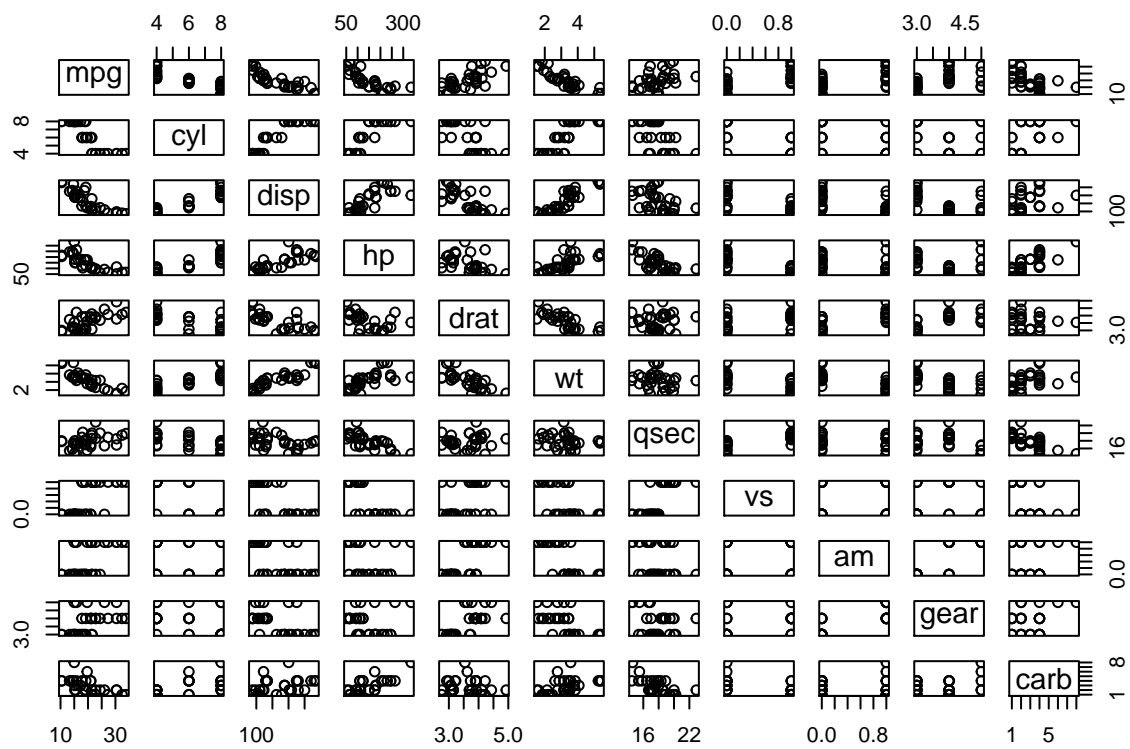 4 6 8 50 300 2 4 0.0 1.0 3.0 4.5
mpg 10
4 8 cyl
disp 100
50 hp
drat 3.0
2 wt
qsec 16
0.0 vs
am 0.0
3.0 gear
carb 1 8
10 30 100 3.0 5.0 16 22 0.0 1.0 1 5